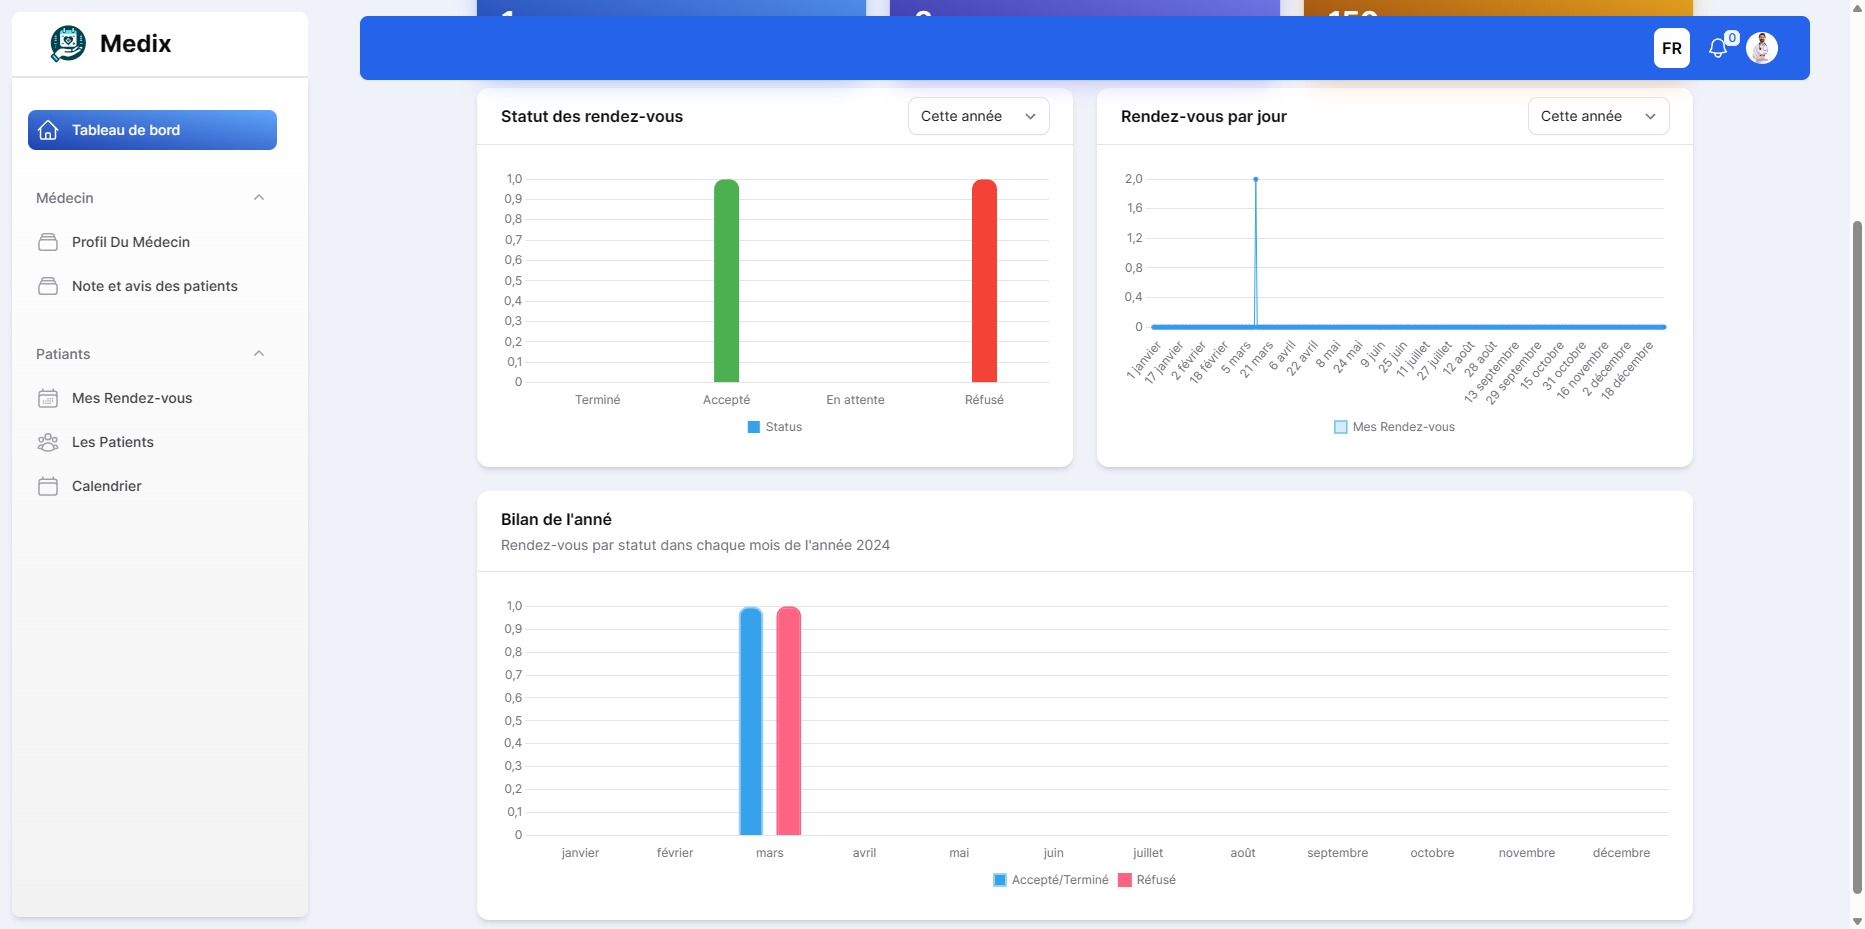 Medix
FR
0
Tableau de bord
Médecin
Profil Du Médecin
Note et avis des patients
Patiants
Mes Rendez-vous
Les Patients
Calendrier
Statut des rendez-vous
Cette année
1,0
0,9
0,8
0,7
0,6
0,5
0,4
0,3
0,2
0,1
0
Terminé
Accepté
En attente
Réfusé
Status
Rendez-vous par jour
Cette année
2,0
1,6
1,2
0,8
0,4
0
1 janvier
17 janvier
2 février
18 février
5 mars
21 mars
6 avril
22 avril
8 mai
24 mai
9 juin
25 juin
11 juillet
27 juillet
12 août
28 août
13 septembre
29 septembre
15 octobre
31 octobre
16 novembre
2 décembre
18 décembre
Mes Rendez-vous
Bilan de l'anné
Rendez-vous par statut dans chaque mois de l'année 2024
1,0
0,9
0,8
0,7
0,6
0,5
0,4
0,3
0,2
0,1
0
janvier
février
mars
avril
mai
juin
juillet
août
septembre
octobre
novembre
décembre
Accepté/Terminé
Réfusé